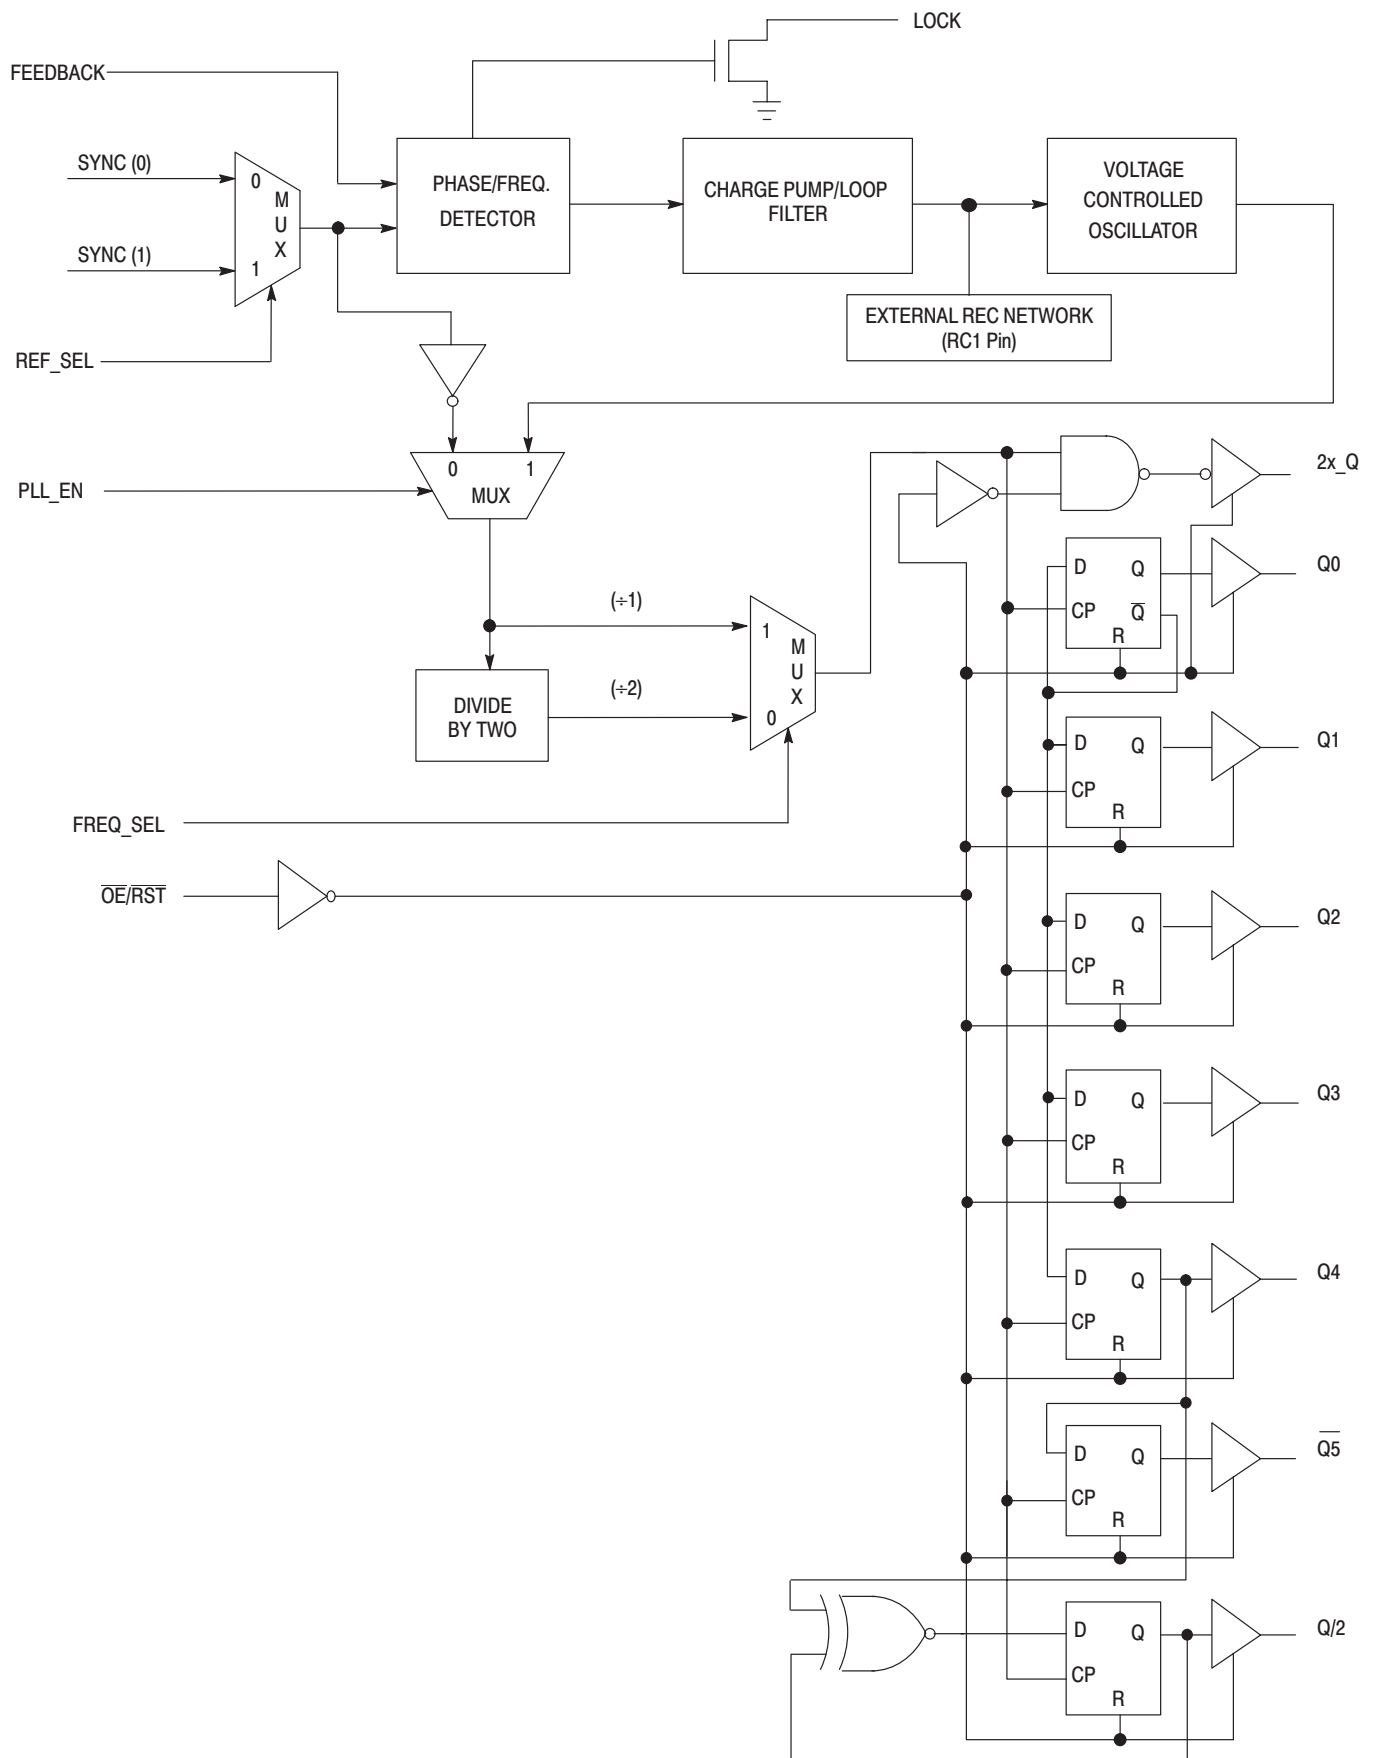 LOCK
FEEDBACK
SYNC (0)
SYNC (1)
0
1
M
U
X
REF_SEL
PHASE/FREQ.
DETECTOR
CHARGE PUMP/LOOP
FILTER
VOLTAGE
CONTROLLED
OSCILLATOR
EXTERNAL REC NETWORK
(RC1 Pin)
0 1
MUX
PLL_EN
(÷1)
(÷2)
DIVIDE
BY TWO
1
M
U
X
0
FREQ_SEL
O̅E̅/R̅S̅T̅
2x_Q
D Q
CP Q̅
R
Q0
D Q
CP
R
Q1
D Q
CP
R
Q2
D Q
CP
R
Q3
D Q
CP
R
Q4
D Q
CP
R
Q̅5̅
D Q
CP
R
Q/2